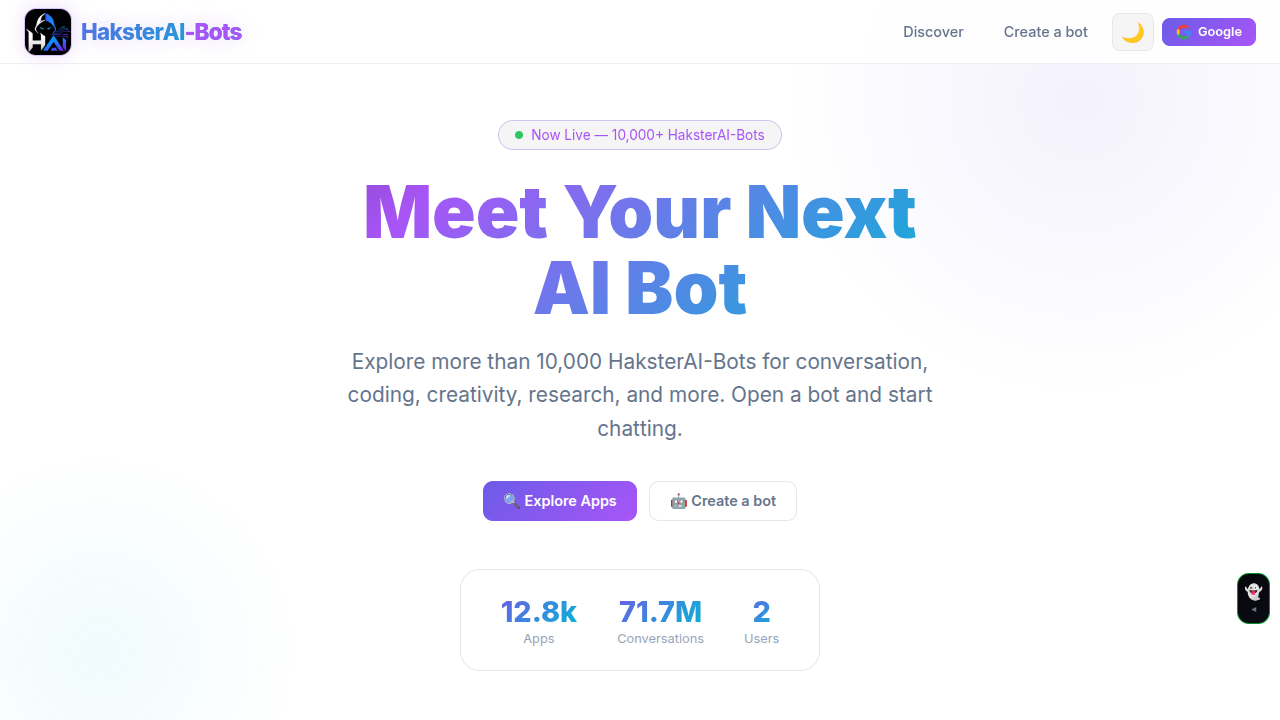 HAI
HaksterAI-Bots
Discover
Create a bot
Google
Now Live — 10,000+ HaksterAI-Bots
Meet Your Next
AI Bot
Explore more than 10,000 HaksterAI-Bots for conversation,
coding, creativity, research, and more. Open a bot and start
chatting.
Explore Apps
Create a bot
12.8k
Apps
71.7M
Conversations
2
Users